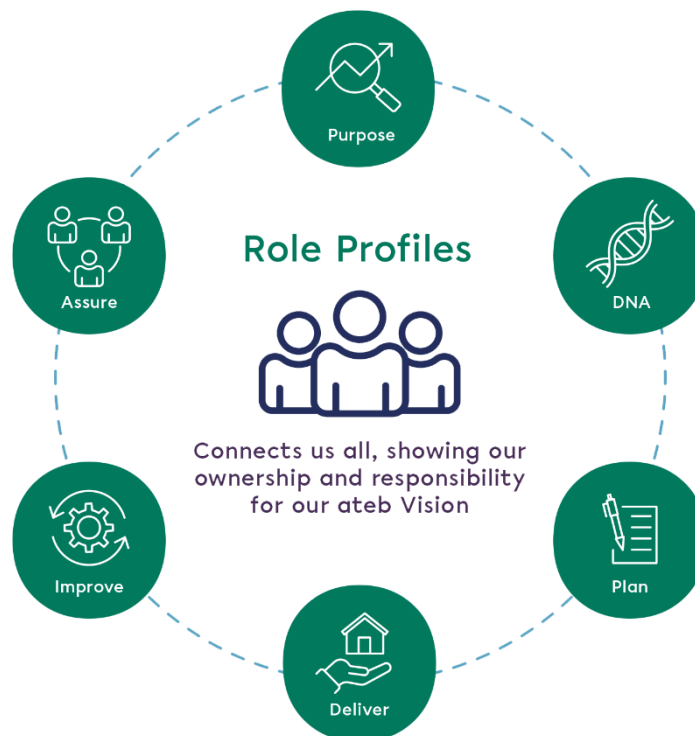 Purpose
Assure
DNA
Role Profiles
Connects us all, showing our
ownership and responsibility
for our ateb Vision
Improve
Plan
Deliver